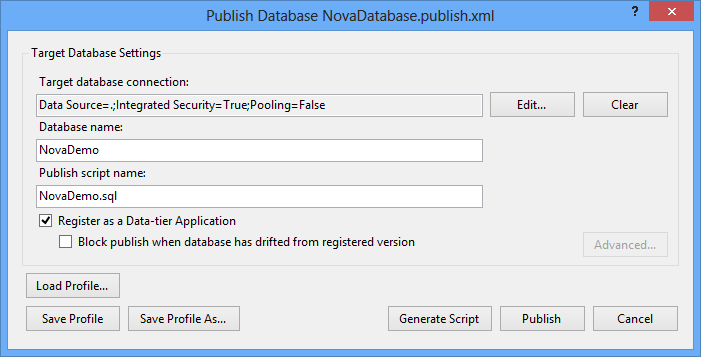 Publish Database NovaDatabase.publish.xml
?
Target Database Settings
Target database connection:
Data Source=.;Integrated Security=True;Pooling=False
Edit...
Clear
Database name:
NovaDemo
Publish script name:
NovaDemo.sql
Register as a Data-tier Application
Block publish when database has drifted from registered version
Advanced...
Load Profile...
Save Profile
Save Profile As...
Generate Script
Publish
Cancel